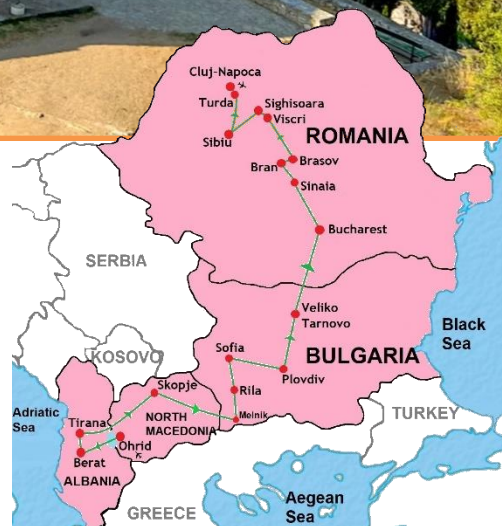 Cluj-Napoca
Turda
Sighisoara
Viscri
Sibiu
ROMANIA
Bran
Brasov
Sinaia
Bucharest
SERBIA
Veliko
Tarnovo
Black
Sea
Sofia
BULGARIA
KOSOVO
Plovdiv
Skopje
Rila
Adriatic
Sea
Tirana
NORTH
MACEDONIA
Melnik
TURKEY
Ohrid
Berat
ALBANIA
GREECE
Aegean
Sea